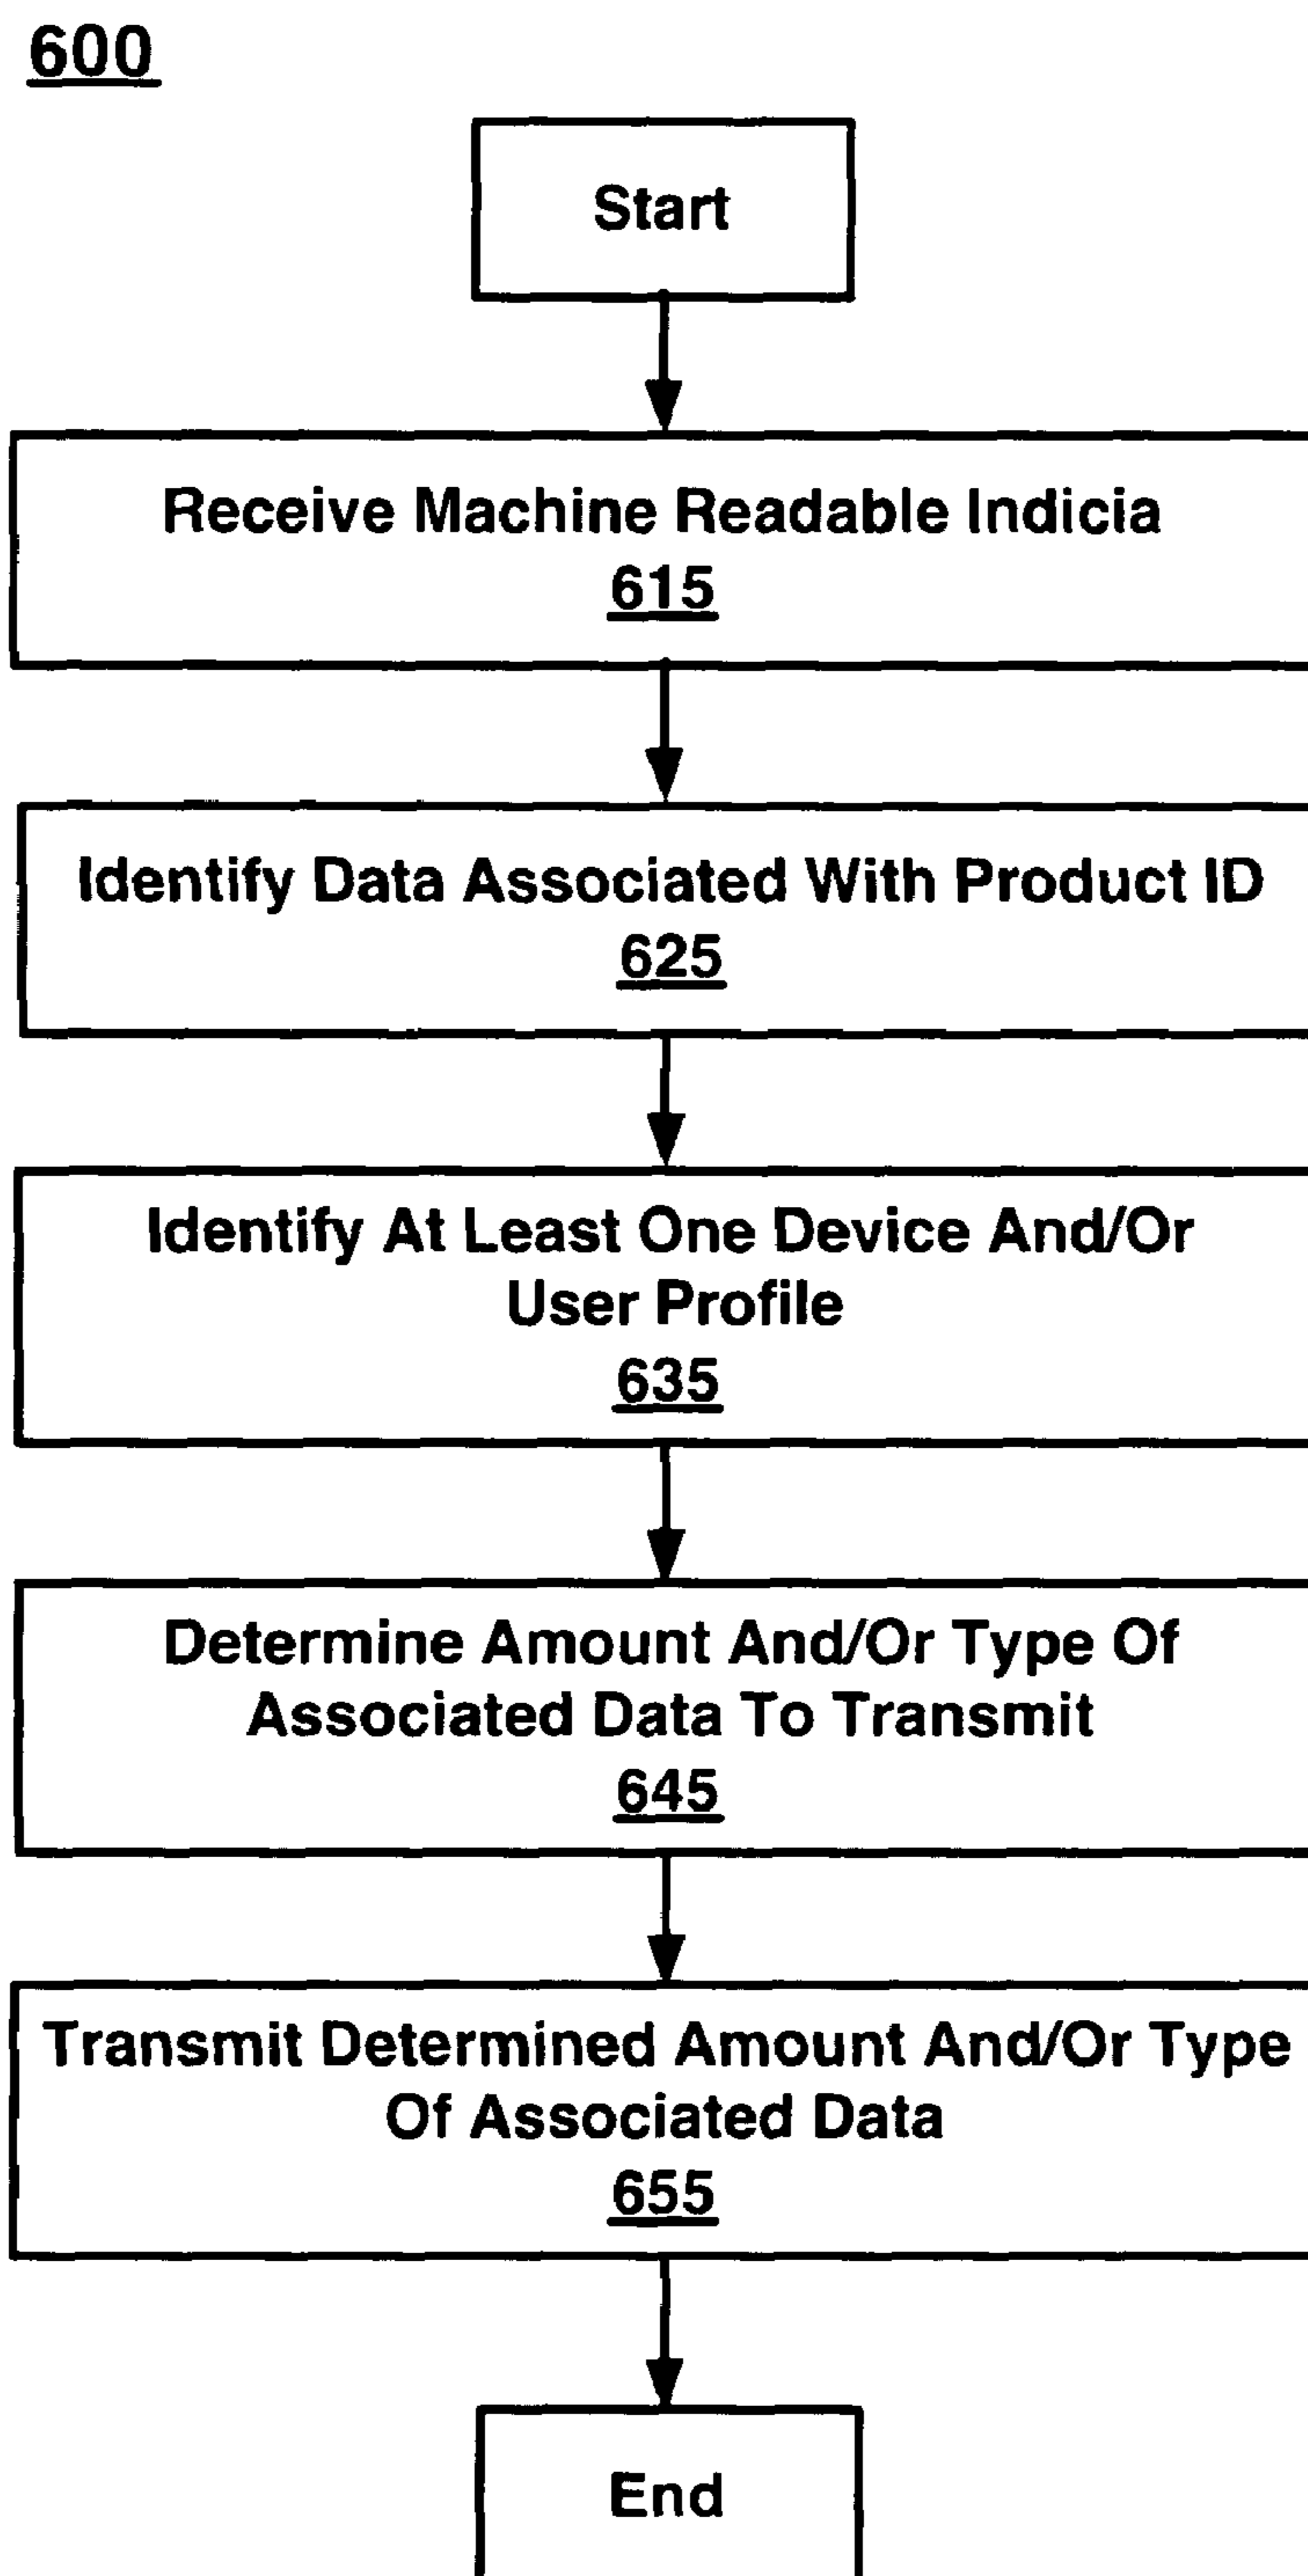 600
Start
Receive Machine Readable Indicia
615
Identify Data Associated With Product ID
625
Identify At Least One Device And/Or
User Profile
635
Determine Amount And/Or Type Of
Associated Data To Transmit
645
Transmit Determined Amount And/Or Type
Of Associated Data
655
End